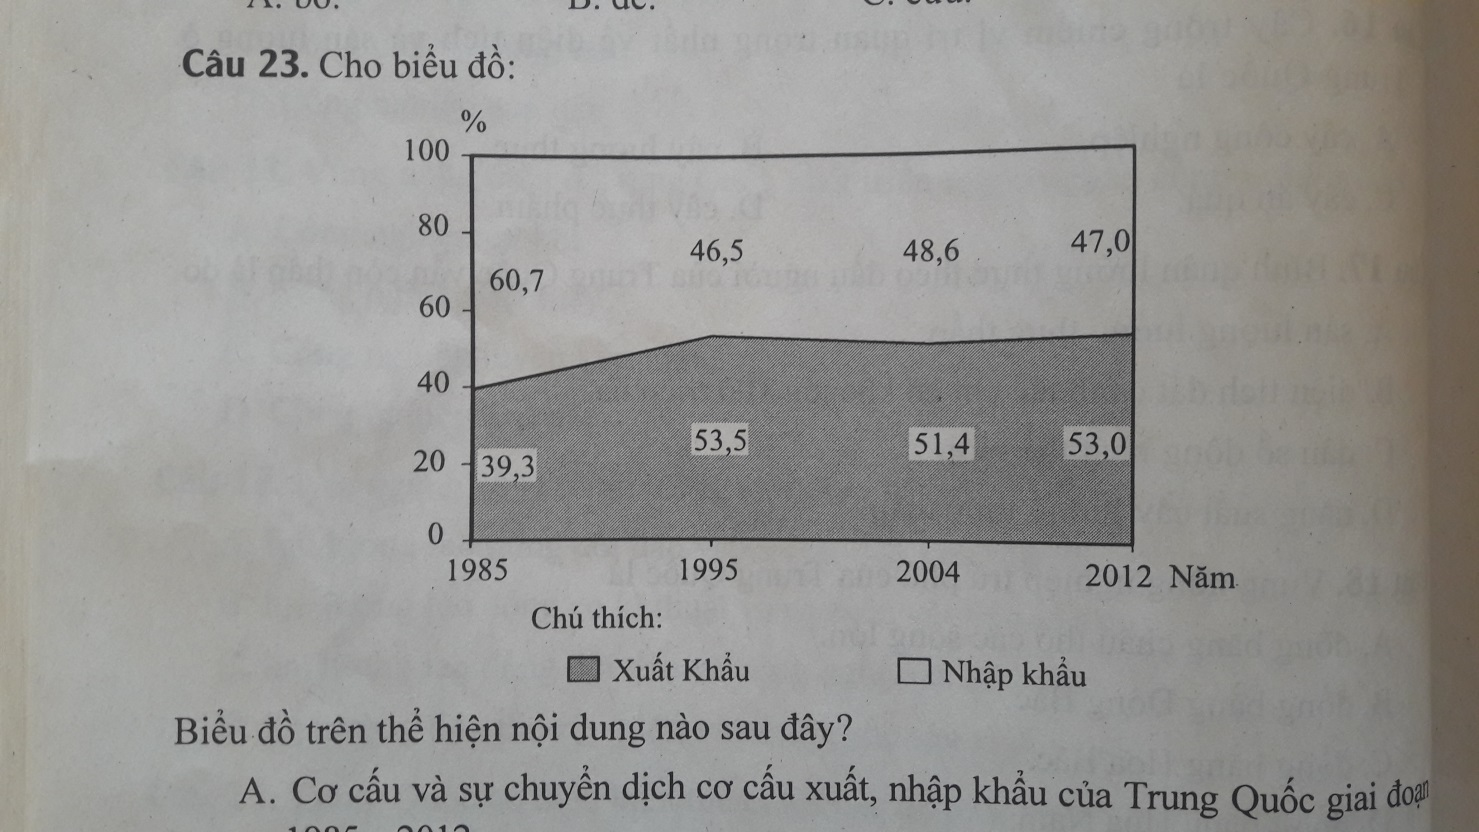 Câu 23. Cho biểu đồ:
%
100
80
60
40
20
0
60,7
46,5
48,6
47,0
39,3
53,5
51,4
53,0
1985 1995 2004 2012 Năm
Chú thích:
Xuất Khẩu Nhập khẩu
Biểu đồ trên thể hiện nội dung nào sau đây?
A. Cơ cấu và sự chuyển dịch cơ cấu xuất, nhập khẩu của Trung Quốc giai đoạn